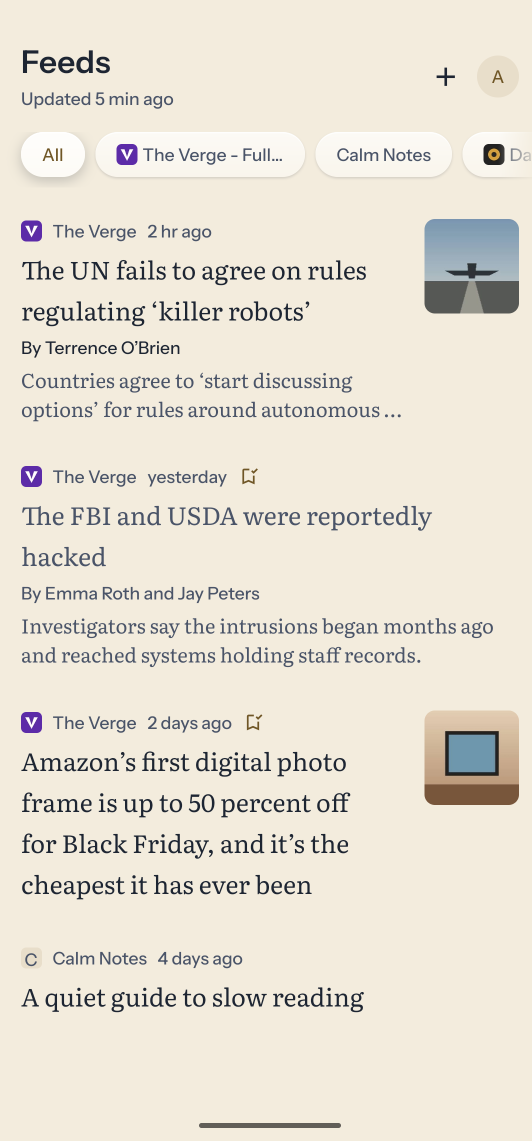 Feeds
Updated 5 min ago
+
A
All
V The Verge - Full...
Calm Notes
Da
V The Verge 2 hr ago
The UN fails to agree on rules
regulating ‘killer robots’
By Terrence O’Brien
Countries agree to ‘start discussing
options’ for rules around autonomous ...
V The Verge yesterday
The FBI and USDA were reportedly
hacked
By Emma Roth and Jay Peters
Investigators say the intrusions began months ago
and reached systems holding staff records.
V The Verge 2 days ago
Amazon’s first digital photo
frame is up to 50 percent off
for Black Friday, and it’s the
cheapest it has ever been
C Calm Notes 4 days ago
A quiet guide to slow reading